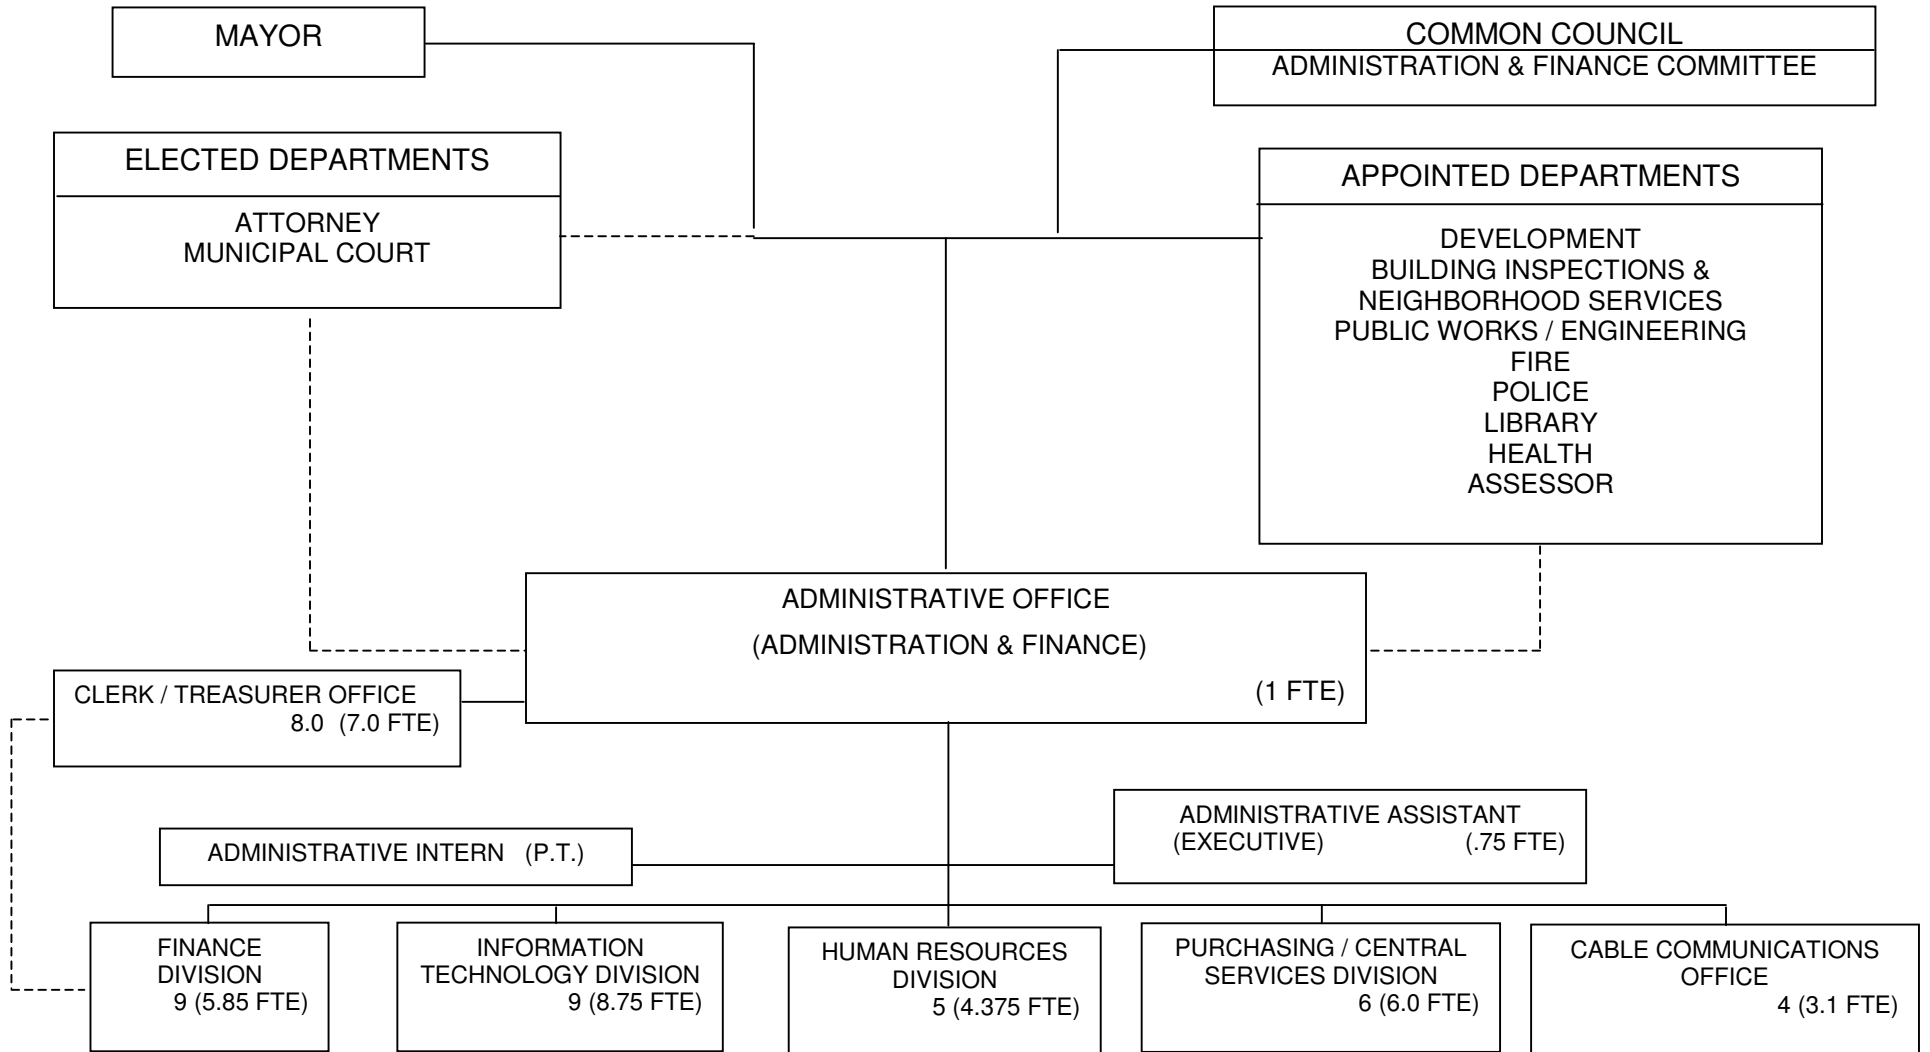 MAYOR
COMMON COUNCIL
ADMINISTRATION & FINANCE COMMITTEE
ELECTED DEPARTMENTS
ATTORNEY
MUNICIPAL COURT
APPOINTED DEPARTMENTS
DEVELOPMENT
BUILDING INSPECTIONS &
NEIGHBORHOOD SERVICES
PUBLIC WORKS / ENGINEERING
FIRE
POLICE
LIBRARY
HEALTH
ASSESSOR
ADMINISTRATIVE OFFICE
(ADMINISTRATION & FINANCE)
(1 FTE)
CLERK / TREASURER OFFICE
8.0 (7.0 FTE)
ADMINISTRATIVE INTERN (P.T.)
ADMINISTRATIVE ASSISTANT
(EXECUTIVE) (.75 FTE)
FINANCE
DIVISION
9 (5.85 FTE)
INFORMATION
TECHNOLOGY DIVISION
9 (8.75 FTE)
HUMAN RESOURCES
DIVISION
5 (4.375 FTE)
PURCHASING / CENTRAL
SERVICES DIVISION
6 (6.0 FTE)
CABLE COMMUNICATIONS
OFFICE
4 (3.1 FTE)